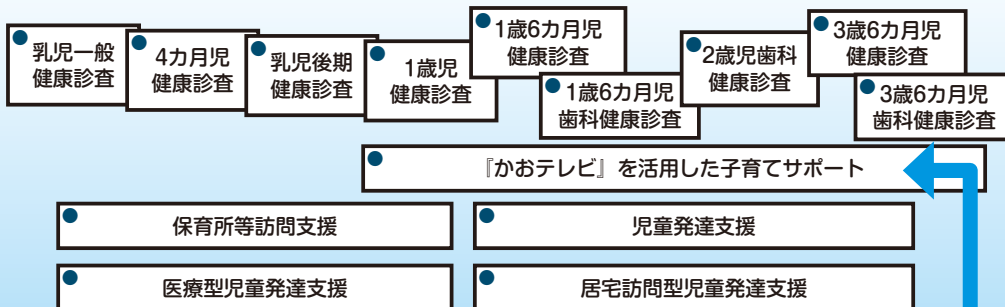 乳児一般
健康診査
4カ月児
健康診査
乳児後期
健康診査
1歳児
健康診査
1歳6カ月児
健康診査
1歳6カ月児
歯科健康診査
2歳児歯科
健康診査
3歳6カ月児
健康診査
3歳6カ月児
歯科健康診査
『かおテレビ』を活用した子育てサポート
保育所等訪問支援
児童発達支援
医療型児童発達支援
居宅訪問型児童発達支援